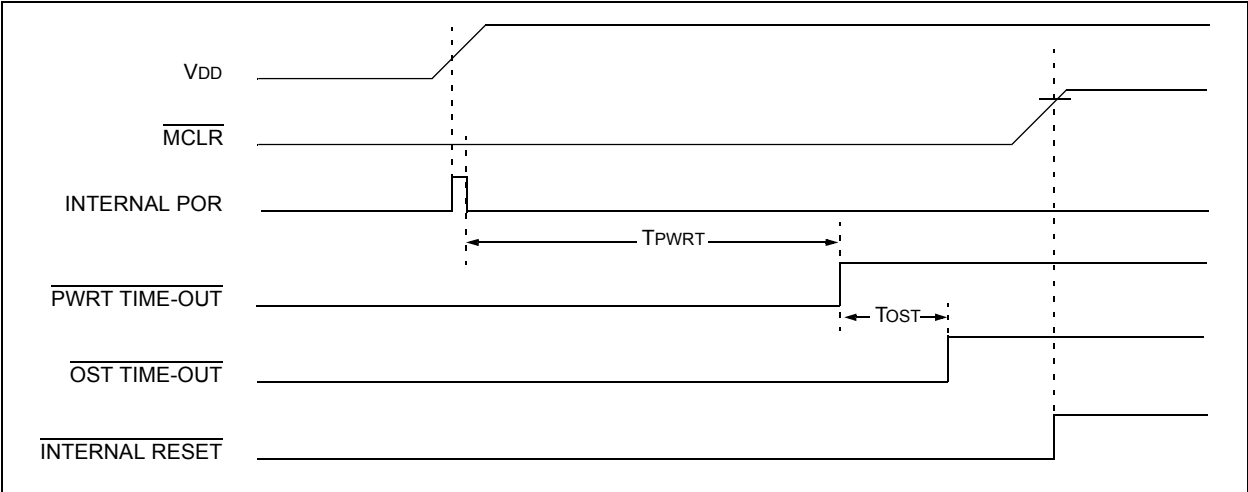 VDD
MCLR
INTERNAL POR
TPWRT
PWRT TIME-OUT
TOST
OST TIME-OUT
INTERNAL RESET